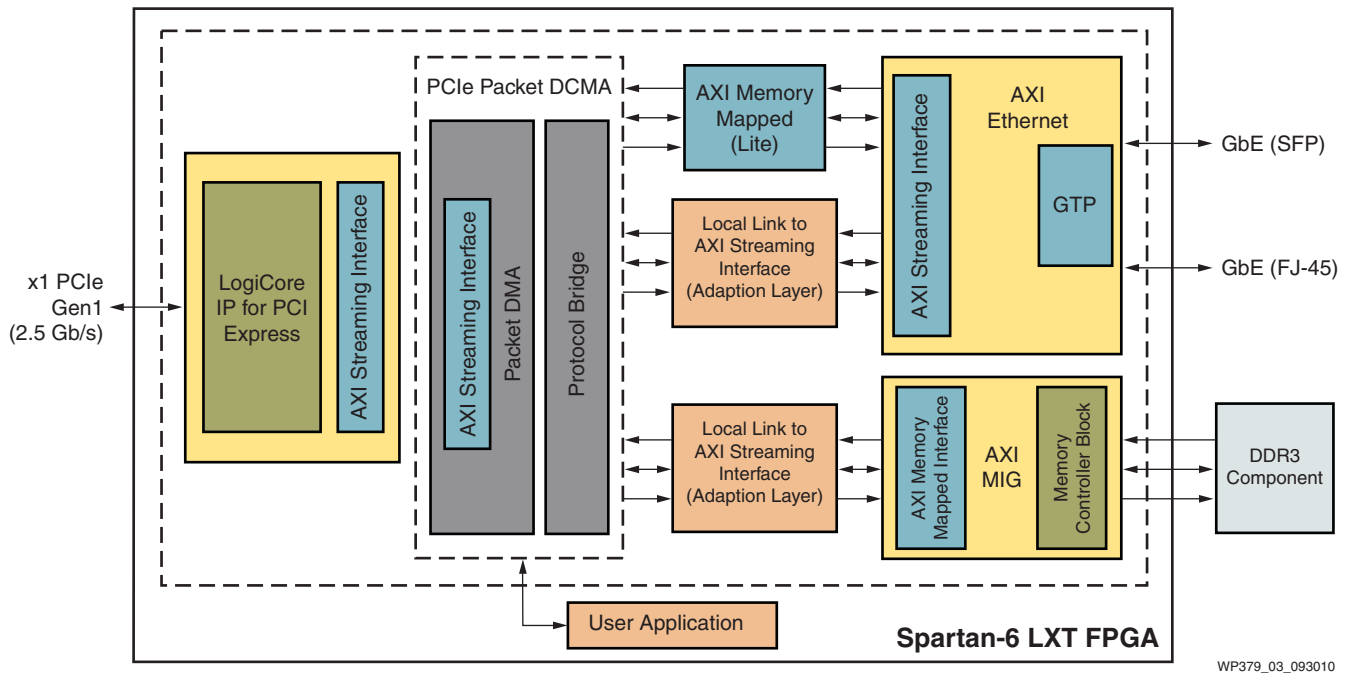 PCIe Packet DCMA
AXI Memory
Mapped
(Lite)
AXI
Ethernet
AXI Streaming Interface
GTP
GbE (SFP)
GbE (FJ-45)
x1 PCIe
Gen1
(2.5 Gb/s)
LogiCore
IP for PCI
Express
AXI Streaming Interface
AXI Streaming Interface
Packet DMA
Protocol Bridge
Local Link to
AXI Streaming
Interface
(Adaption Layer)
Local Link to
AXI Streaming
Interface
(Adaption Layer)
AXI Memory
Mapped Interface
AXI
MIG
Memory
Controller Block
DDR3
Component
User Application
Spartan-6 LXT FPGA
WP379_03_093010